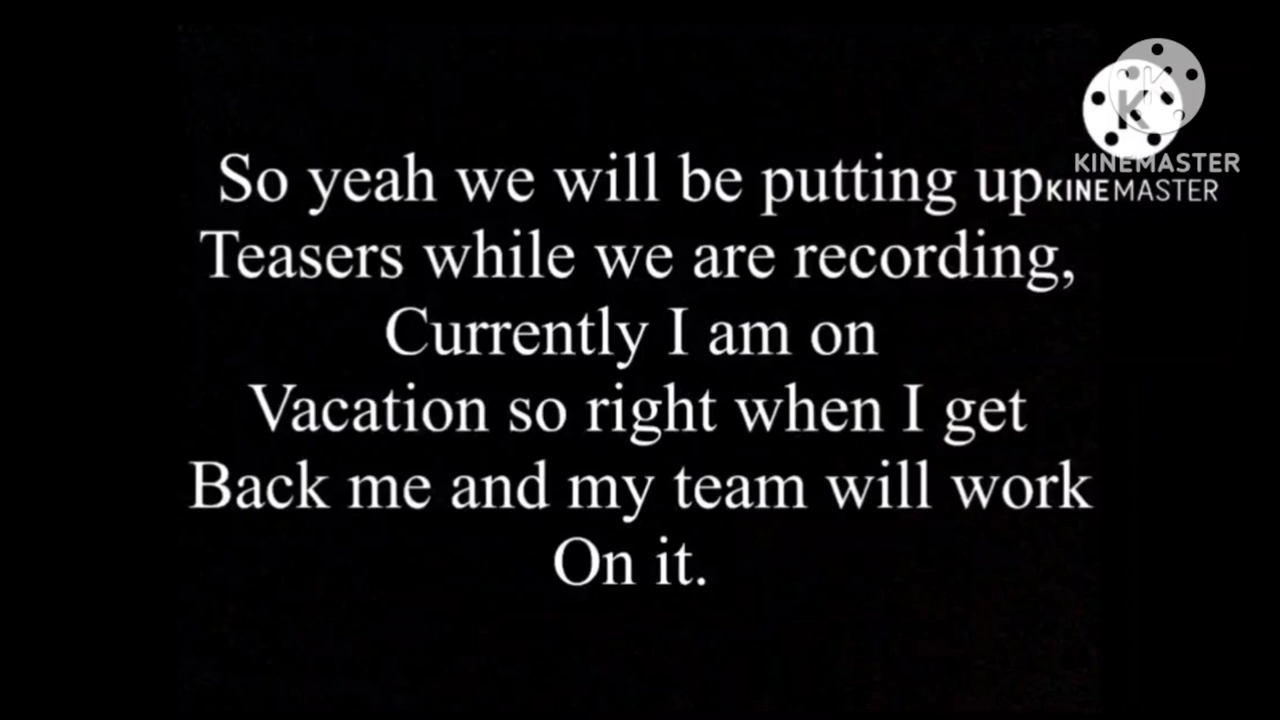 So yeah we will be putting up
Teasers while we are recording,
Currently I am on
Vacation so right when I get
Back me and my team will work
On it.
K
K
KINEMASTER
KINEMASTER